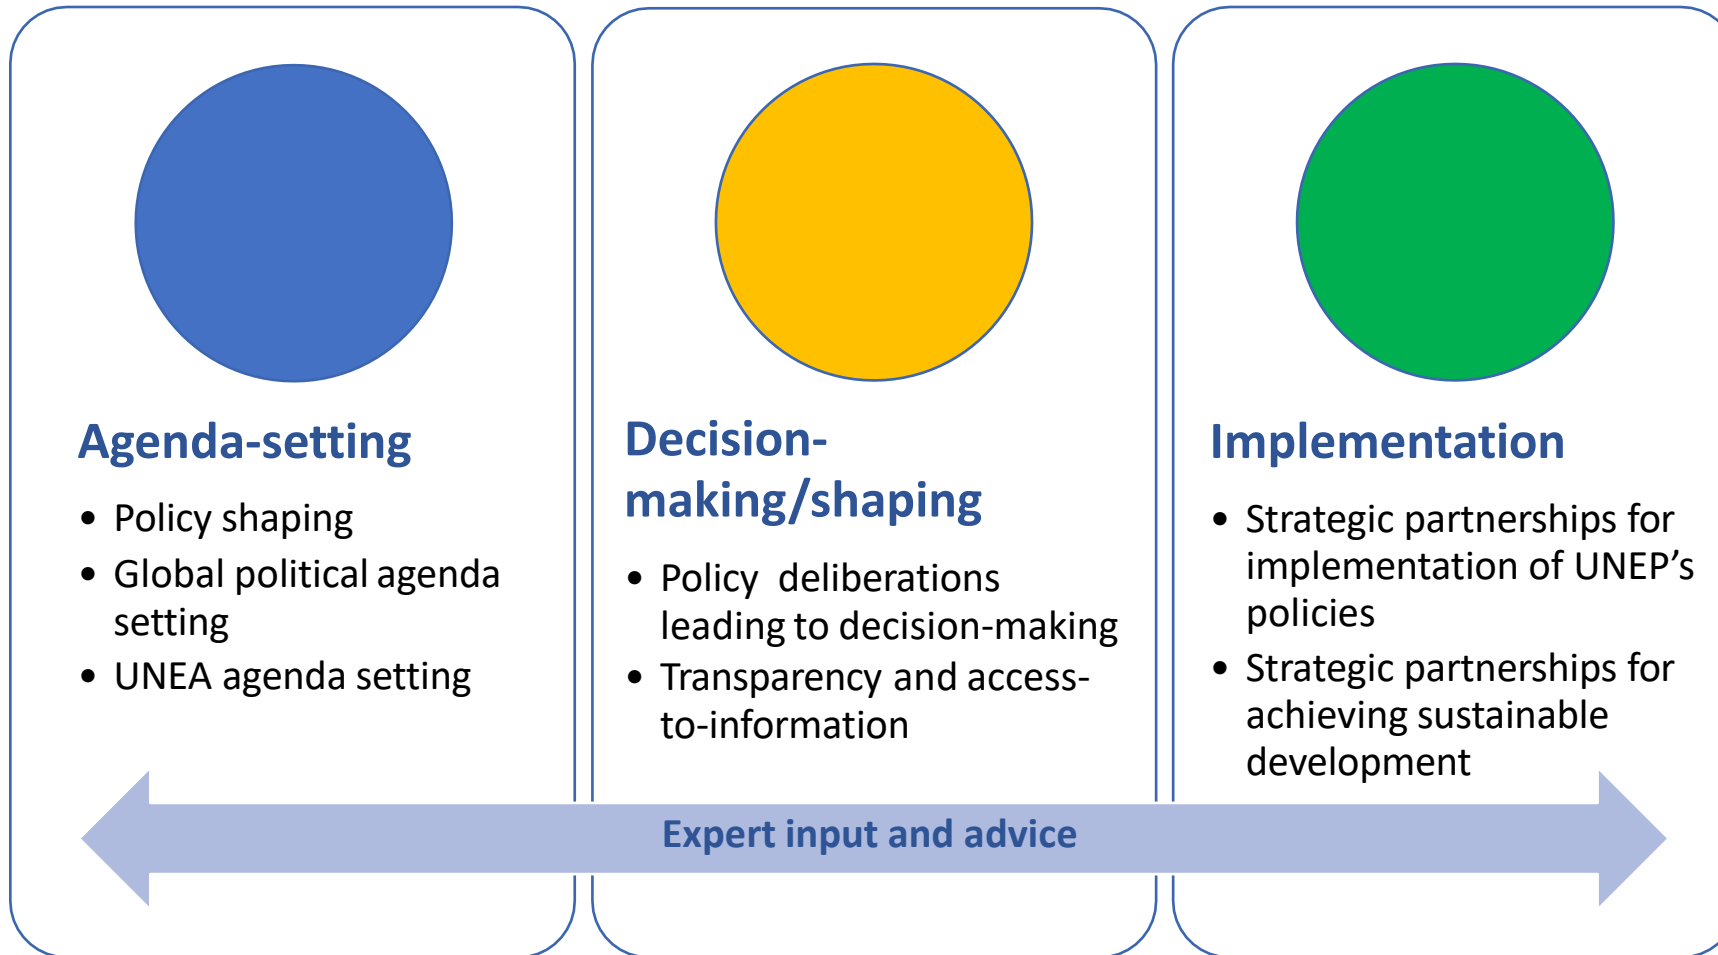 Agenda-setting
• Policy shaping
• Global political agenda
setting
• UNEA agenda setting
Decision-
making/shaping
• Policy deliberations
leading to decision-making
• Transparency and access-
to-information
Implementation
• Strategic partnerships for
implementation of UNEP’s
policies
• Strategic partnerships for
achieving sustainable
development
Expert input and advice